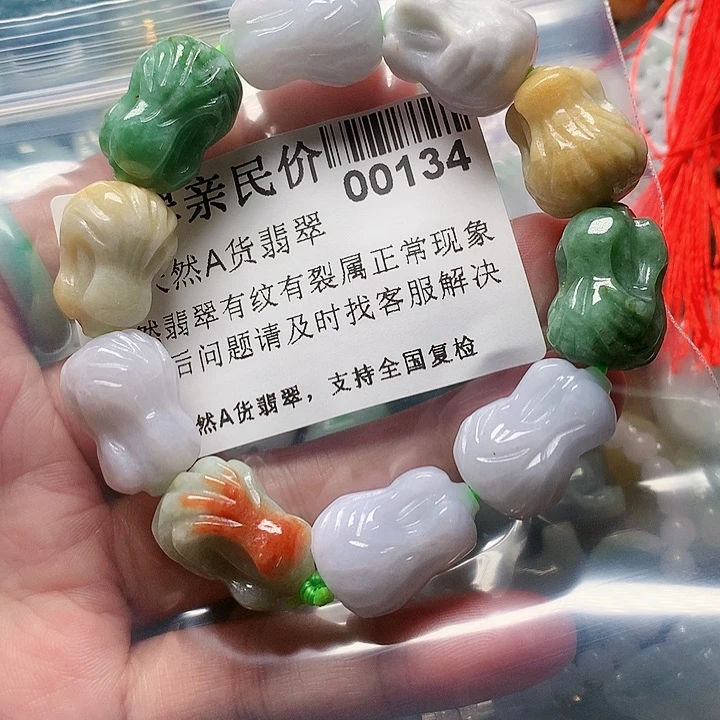 亲民价
00134
然A货翡翠
然翡翠有纹有裂属正常现象
后问题请及时找客服解决
然A货翡翠，支持全国复检